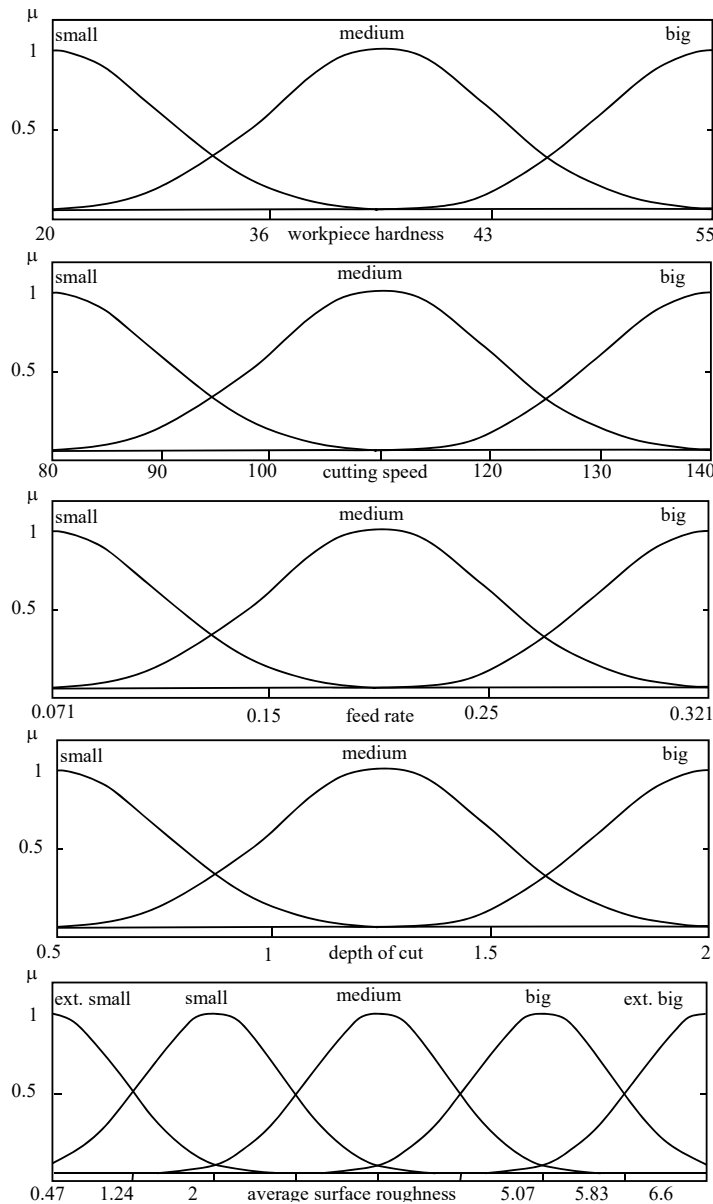 μ
small medium big
1
0.5
20 36 workpiece hardness 43 55
μ
small medium big
1
0.5
80 90 100 cutting speed 120 130 140
μ
small medium big
1
0.5
0.071 0.15 feed rate 0.25 0.321
μ
small medium big
1
0.5
0.5 1 depth of cut 1.5 2
μ
ext. small small medium big ext. big
1
0.5
0.47 1.24 2 average surface roughness 5.07 5.83 6.6